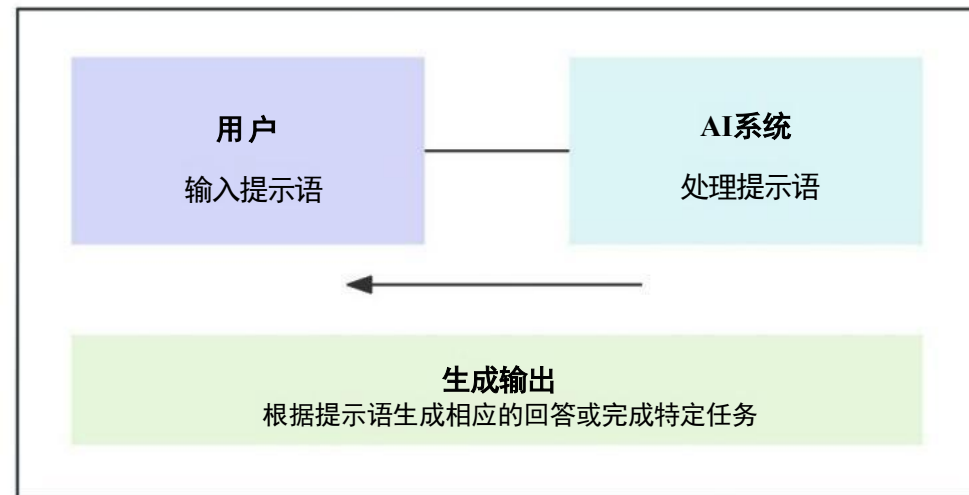 用户
输入提示语
AI系统
处理提示语
生成输出
根据提示语生成相应的回答或完成特定任务